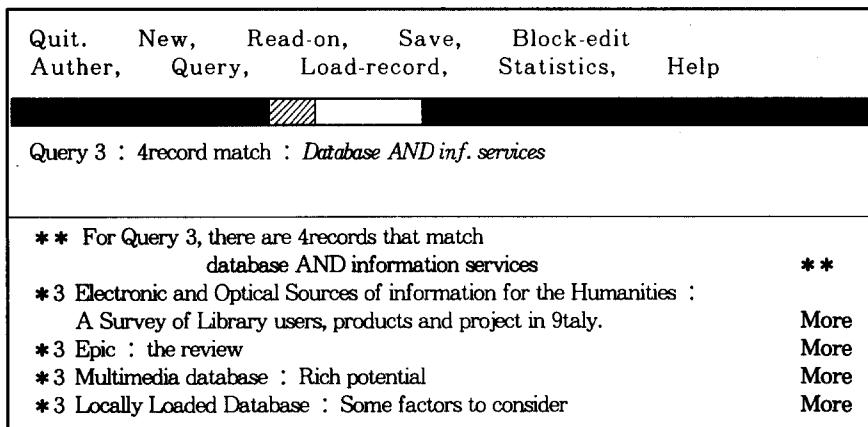 Quit. New, Read-on, Save, Block-edit
Auther, Query, Load-record, Statistics, Help
Query 3 : 4record match : Database AND inf. services
** For Query 3, there are 4records that match
database AND information services **
*3 Electronic and Optical Sources of information for the Humanities :
A Survey of Library users, products and project in 9taly. More
*3 Epic : the review More
*3 Multimedia database : Rich potential More
*3 Locally Loaded Database : Some factors to consider More